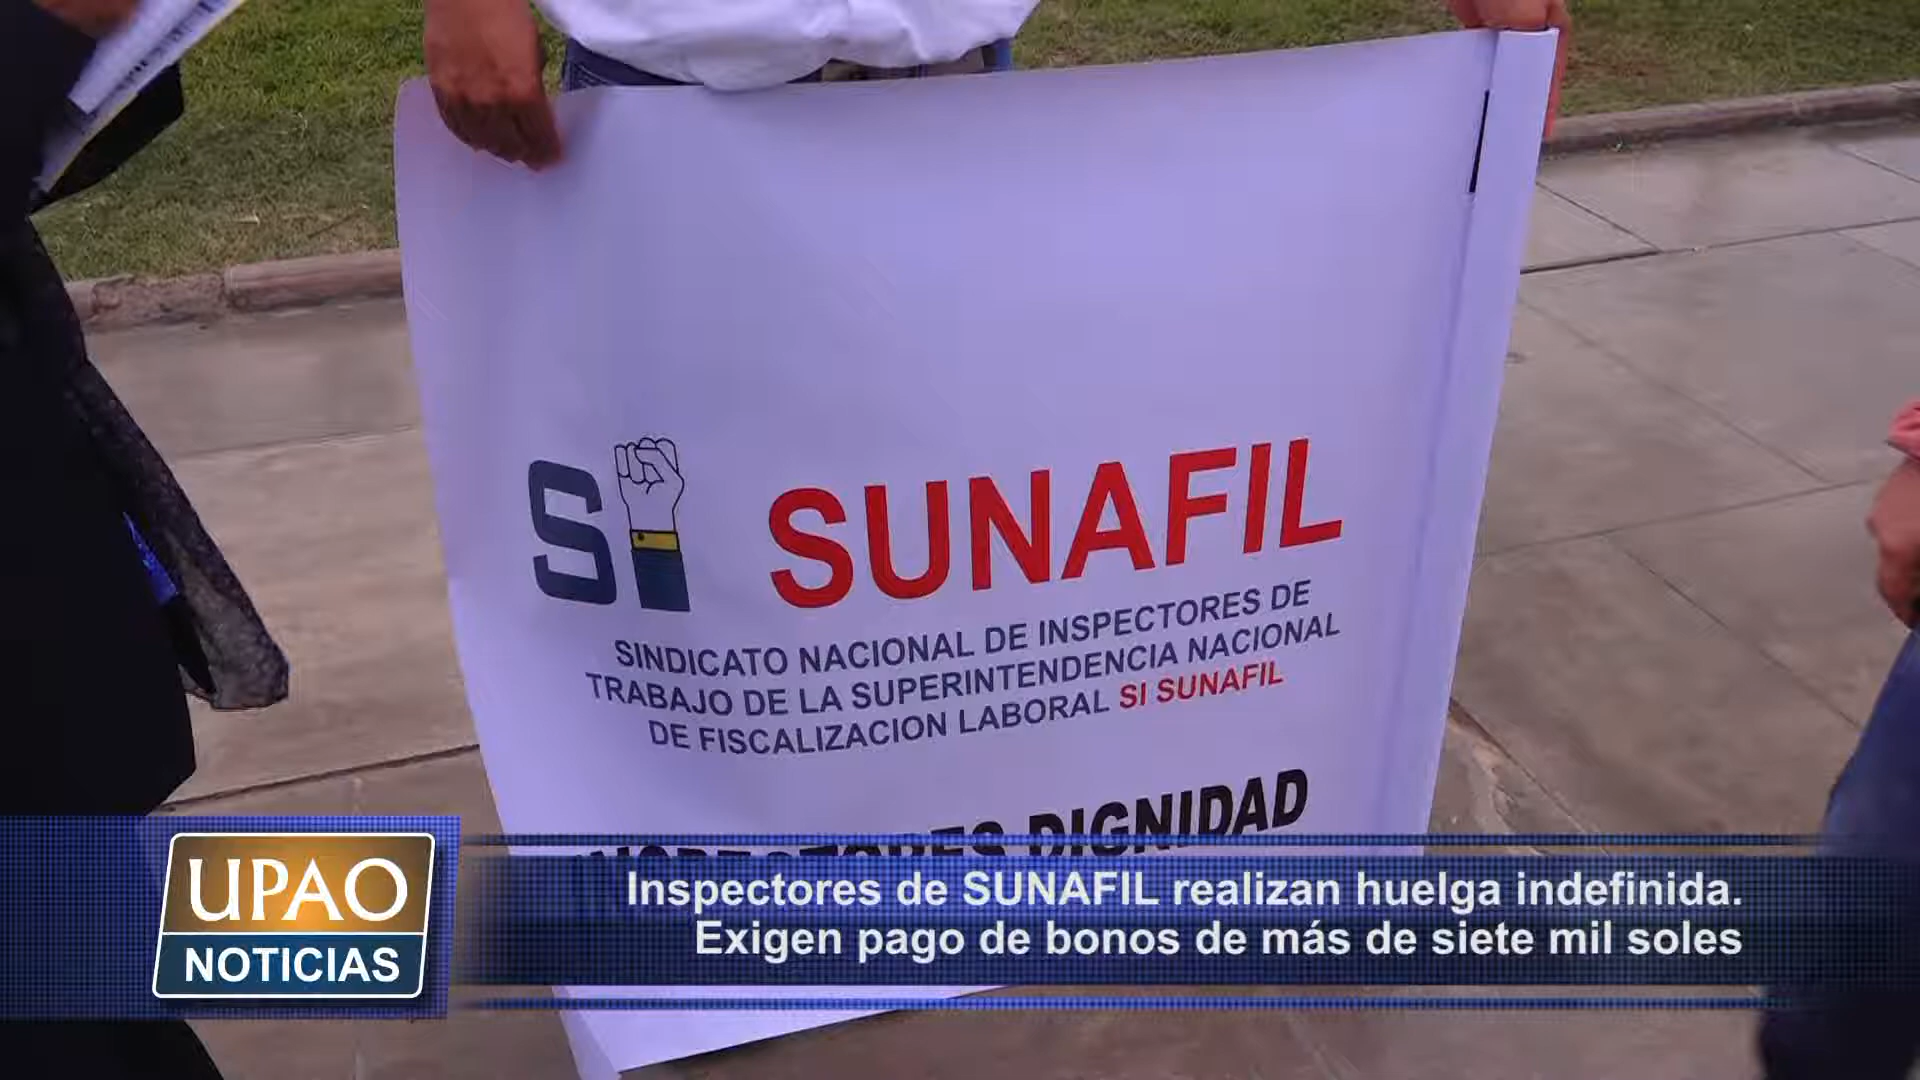 SI SUNAFIL
SINDICATO NACIONAL DE INSPECTORES DE
TRABAJO DE LA SUPERINTENDENCIA NACIONAL
DE FISCALIZACION LABORAL SI SUNAFIL
INSPECTORES DIGNIDAD
UPAO
NOTICIAS
Inspectores de SUNAFIL realizan huelga indefinida.
Exigen pago de bonos de más de siete mil soles